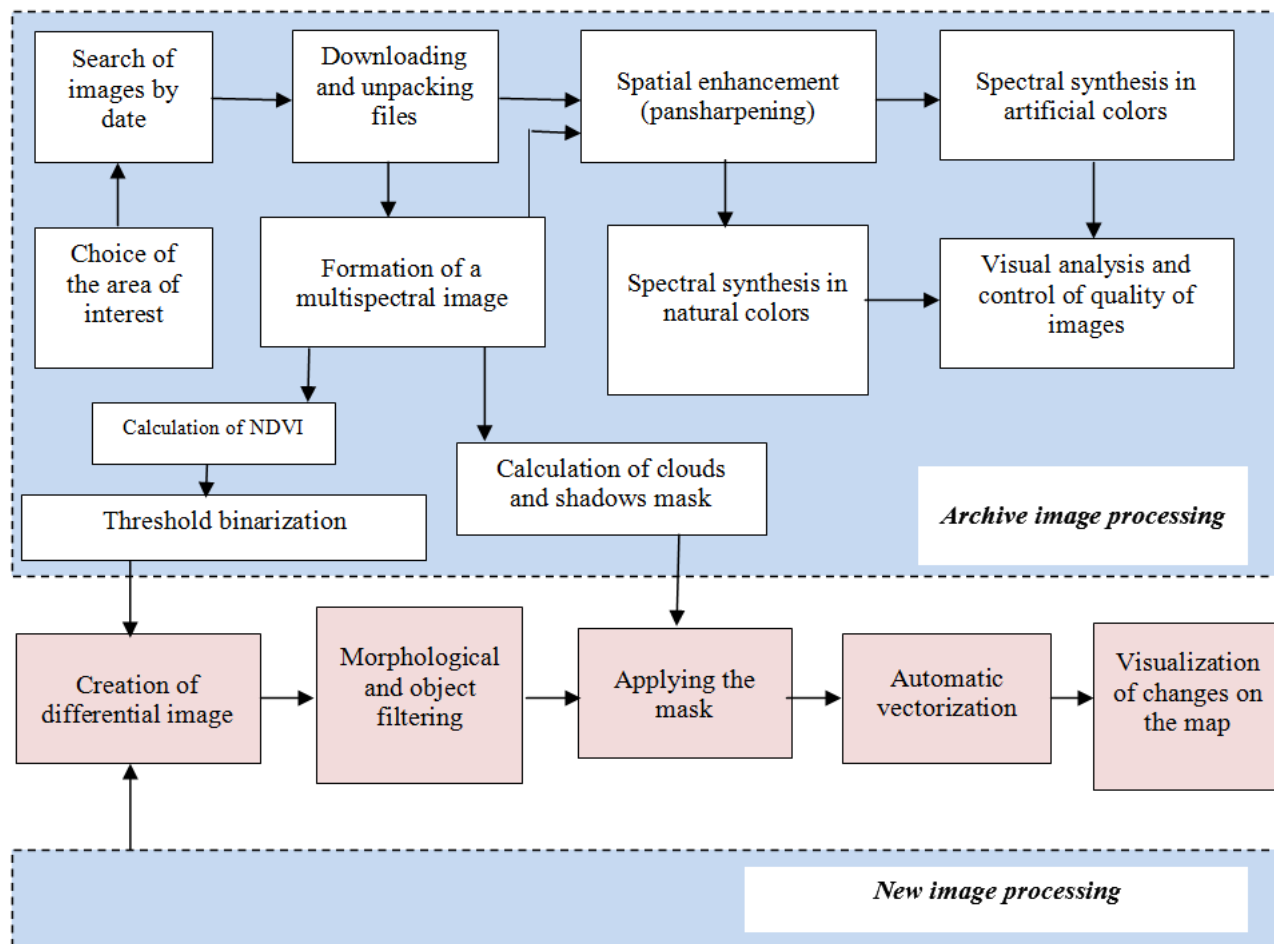 Search of
images by
date
Downloading
and unpacking
files
Spatial enhancement
(pansharpening)
Spectral synthesis in
artificial colors
Choice of
the area of
interest
Formation of a
multispectral image
Spectral synthesis in
natural colors
Visual analysis and
control of quality of
images
Calculation of NDVI
Calculation of clouds
and shadows mask
Threshold binarization
Archive image processing
Creation of
differential image
Morphological
and object
filtering
Applying the
mask
Automatic
vectorization
Visualization
of changes on
the map
New image processing